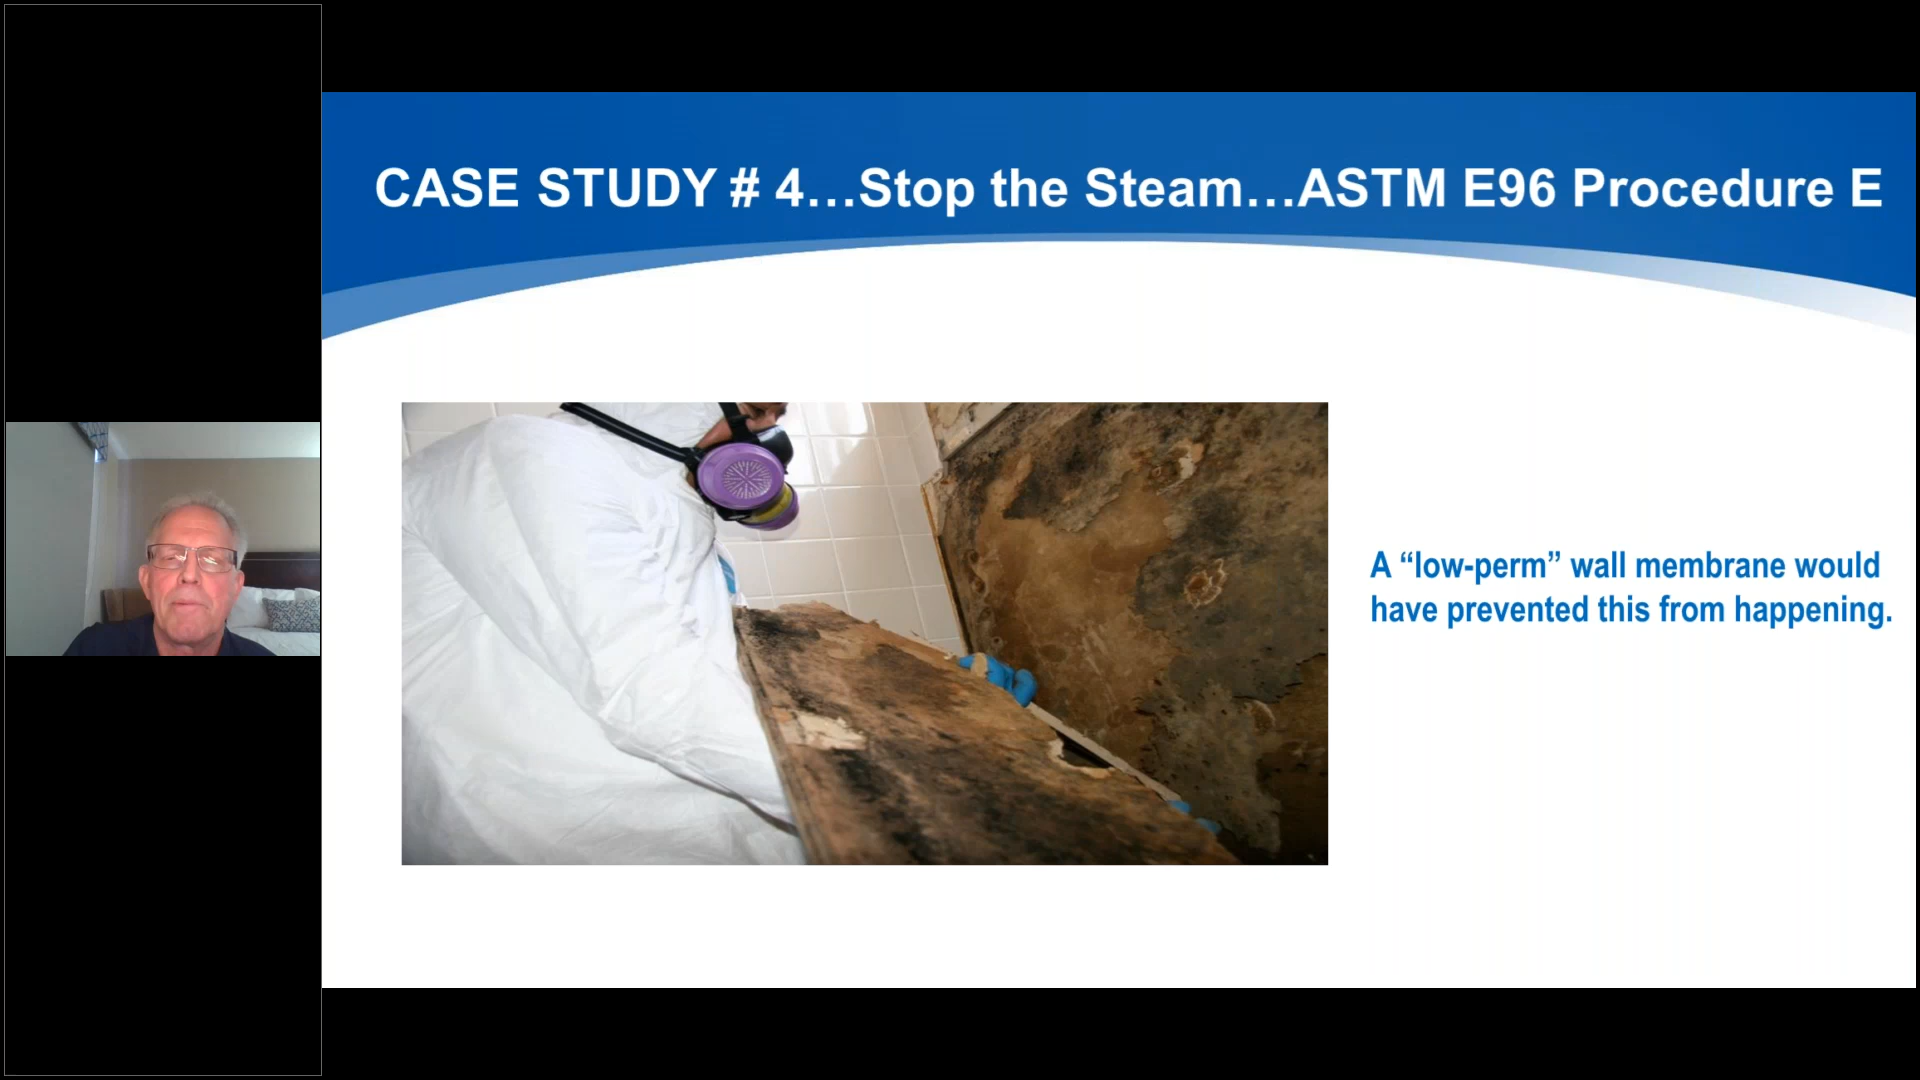 CASE STUDY # 4…Stop the Steam…ASTM E96 Procedure E
A “low-perm” wall membrane would
have prevented this from happening.